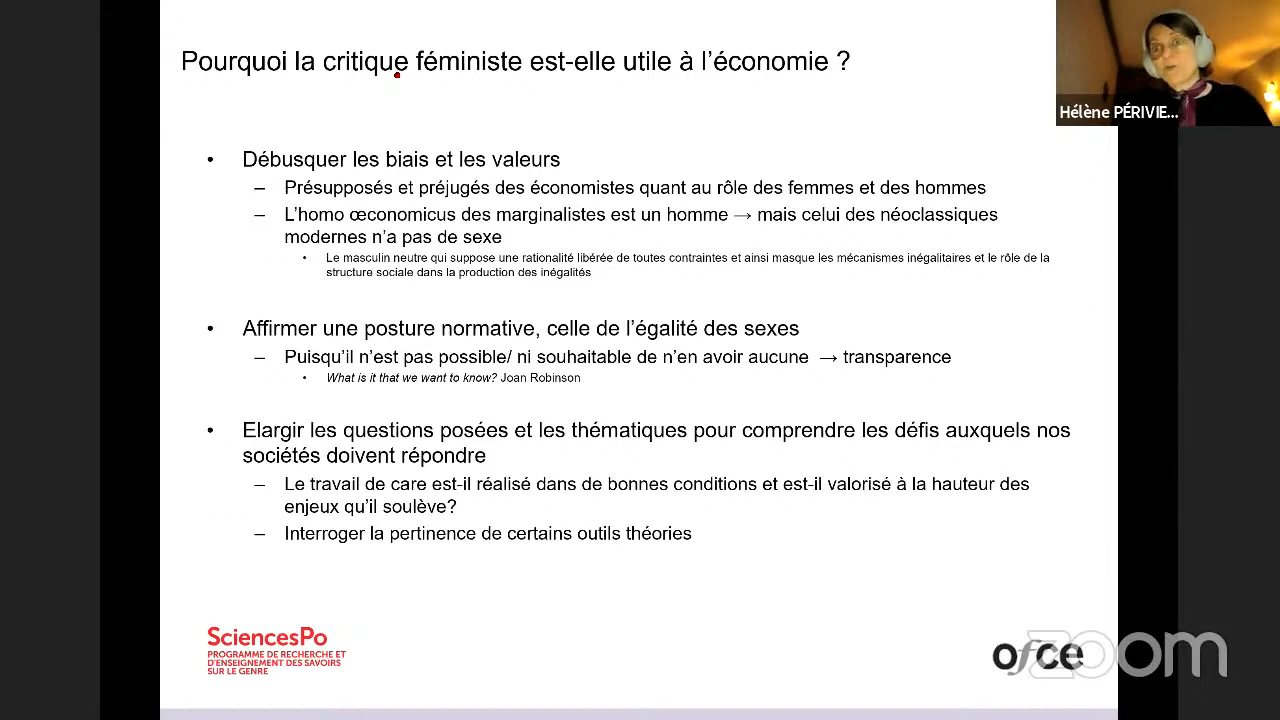 Pourquoi la critique féministe est-elle utile à l'économie ?
Hélène PÉRIVIE...
• Débusquer les biais et les valeurs
– Présupposés et préjugés des économistes quant au rôle des femmes et des hommes
– L'homo œconomicus des marginalistes est un homme → mais celui des néoclassiques
modernes n'a pas de sexe
• Le masculin neutre qui suppose une rationalité libérée de toutes contraintes et ainsi masque les mécanismes inégalitaires et le rôle de la
structure sociale dans la production des inégalités
• Affirmer une posture normative, celle de l'égalité des sexes
– Puisqu'il n'est pas possible/ ni souhaitable de n'en avoir aucune → transparence
• What is it that we want to know? Joan Robinson
• Elargir les questions posées et les thématiques pour comprendre les défis auxquels nos
sociétés doivent répondre
– Le travail de care est-il réalisé dans de bonnes conditions et est-il valorisé à la hauteur des
enjeux qu'il soulève?
– Interroger la pertinence de certains outils théories
SciencesPo
PROGRAMME DE RECHERCHE ET
D'ENSEIGNEMENT DES SAVOIRS
SUR LE GENRE
ofce
zoom